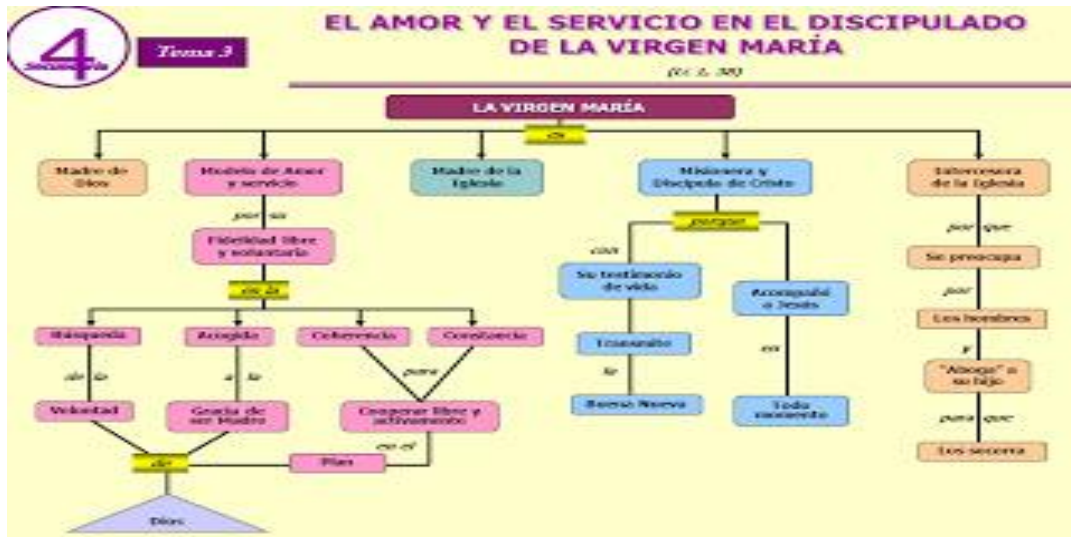 EL AMOR Y EL SERVICIO EN EL DISCIPULADO
DE LA VIRGEN MARÍA
4
Secundaria
Tema 3
(Lc 1, 38)
LA VIRGEN MARÍA
es
Madre de
Dios
Modelo de Amor
y servicio
Madre de la
Iglesia
Misionera y
Discípula de Cristo
Intercesora
de la Iglesia
por su
Fidelidad libre
y voluntaria
en la
Búsqueda
Acogida
Coherencia
Constancia
de la
a la
para
Voluntad
Gracia de
ser Madre
Cooperar libre y
activamente
en el
Plan
de
Dios
porque
con
Su testimonio
de vida
Transmite
la
Buena Nueva
Acompañó
a Jesús
en
Todo
momento
por que
Se preocupa
por
Los hombres
y
"Aboga" a
su hijo
para que
Los socorra